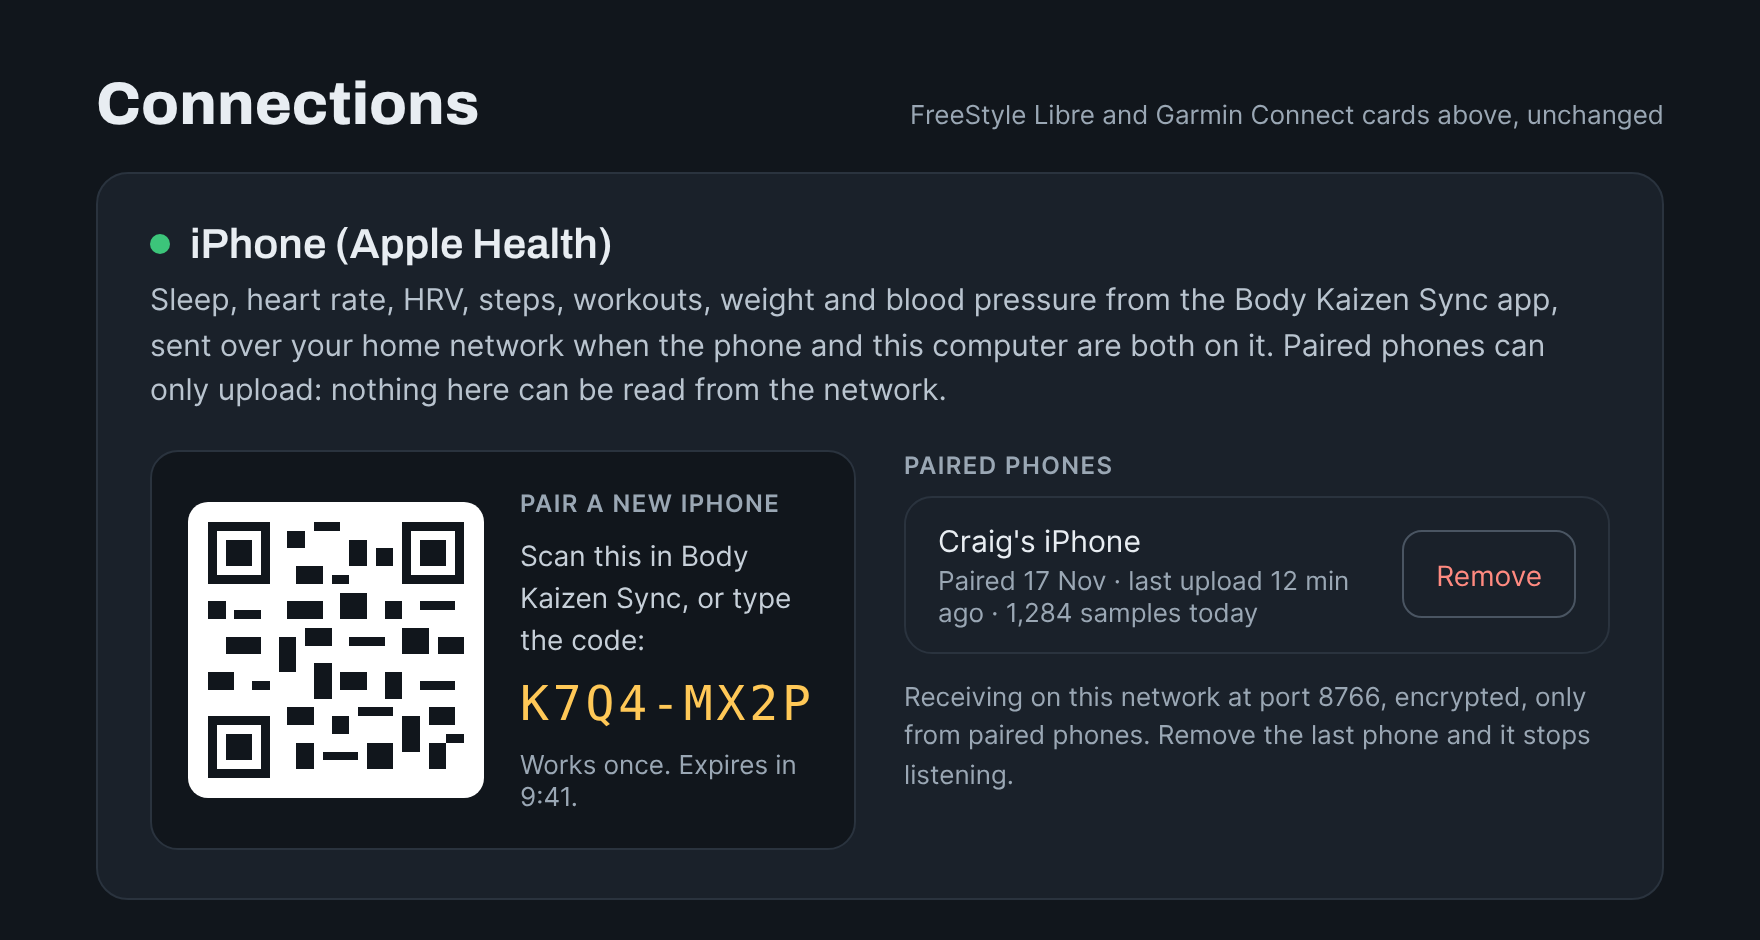 Connections
FreeStyle Libre and Garmin Connect cards above, unchanged
iPhone (Apple Health)
Sleep, heart rate, HRV, steps, workouts, weight and blood pressure from the Body Kaizen Sync app,
sent over your home network when the phone and this computer are both on it. Paired phones can
only upload: nothing here can be read from the network.
PAIR A NEW IPHONE
Scan this in Body
Kaizen Sync, or type
the code:
K7Q4-MX2P
Works once. Expires in
9:41.
PAIRED PHONES
Craig's iPhone
Paired 17 Nov · last upload 12 min
ago · 1,284 samples today
Remove
Receiving on this network at port 8766, encrypted, only
from paired phones. Remove the last phone and it stops
listening.